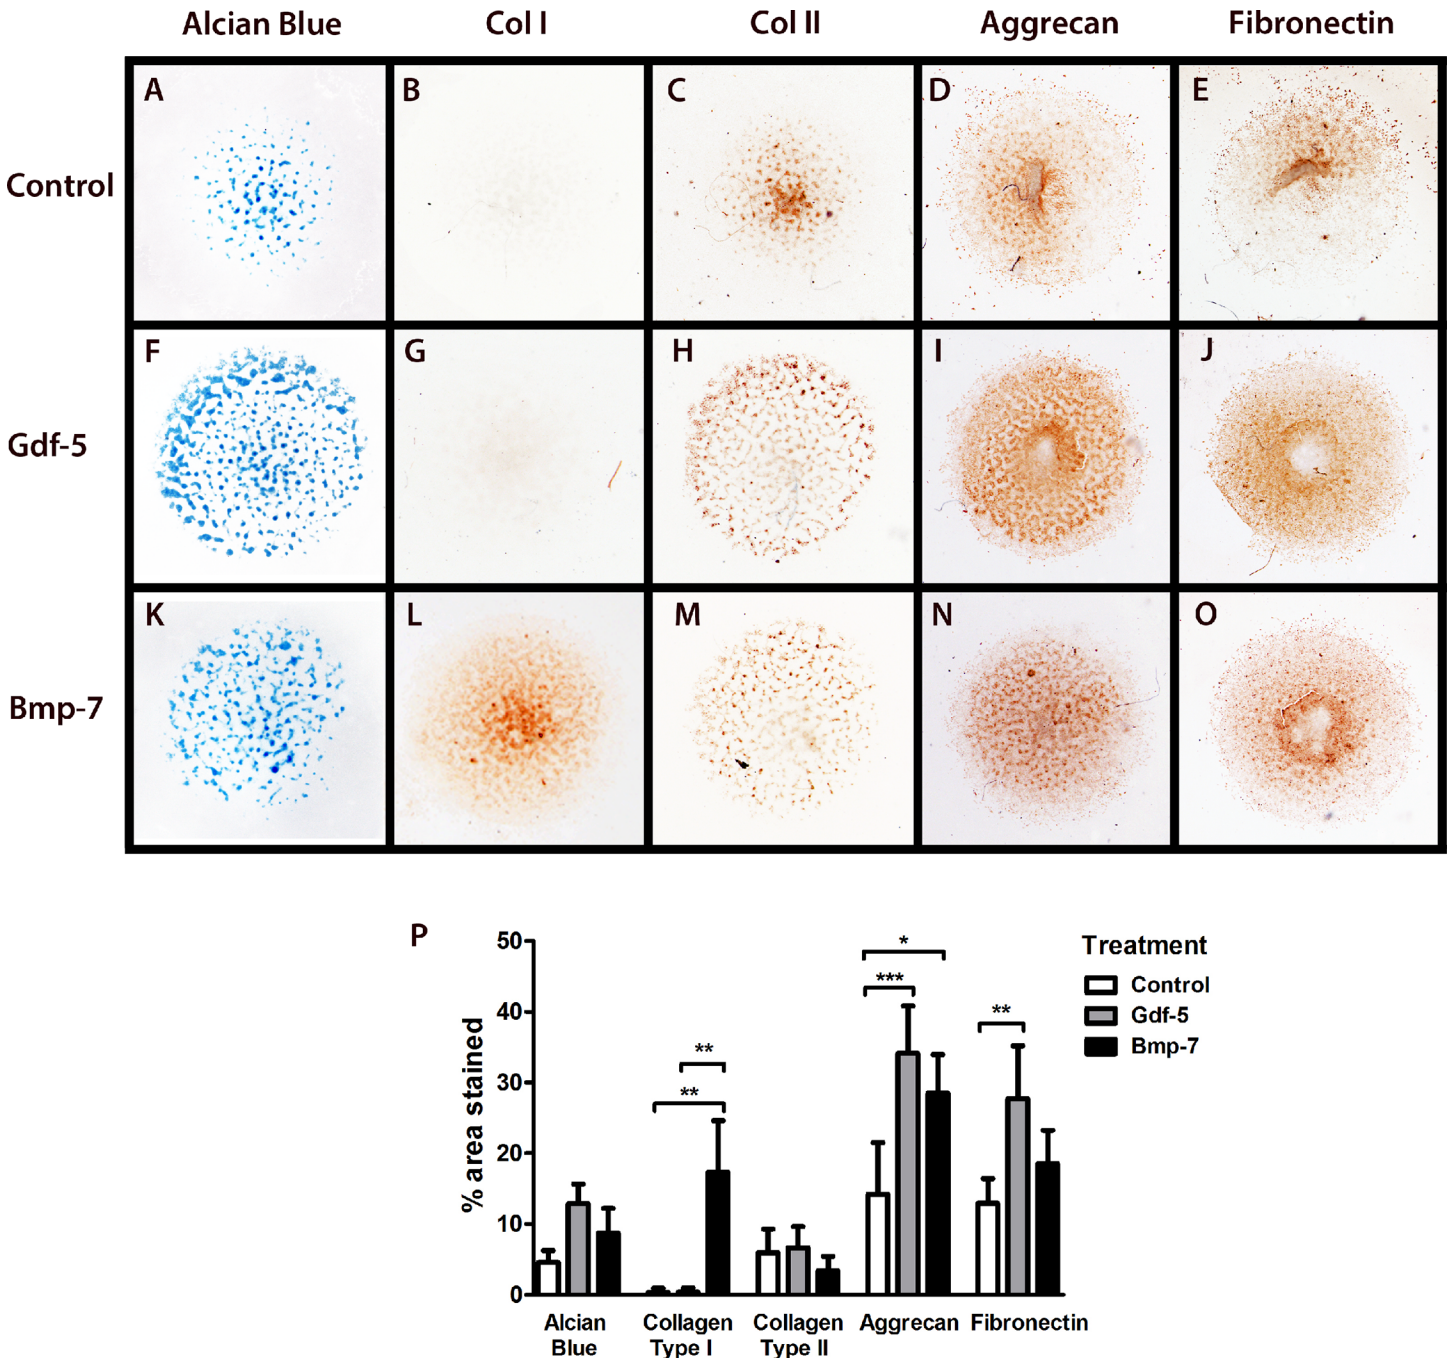 Alcian Blue Col I Col II Aggrecan Fibronectin
A B C D E
Control
F G H I J
Gdf-5
K L M N O
Bmp-7
P
50
40
30
20
10
0
% area stained
*
***
**
**
**
Treatment
Control
Gdf-5
Bmp-7
Alcian Collagen Collagen Aggrecan Fibronectin
Blue Type I Type II